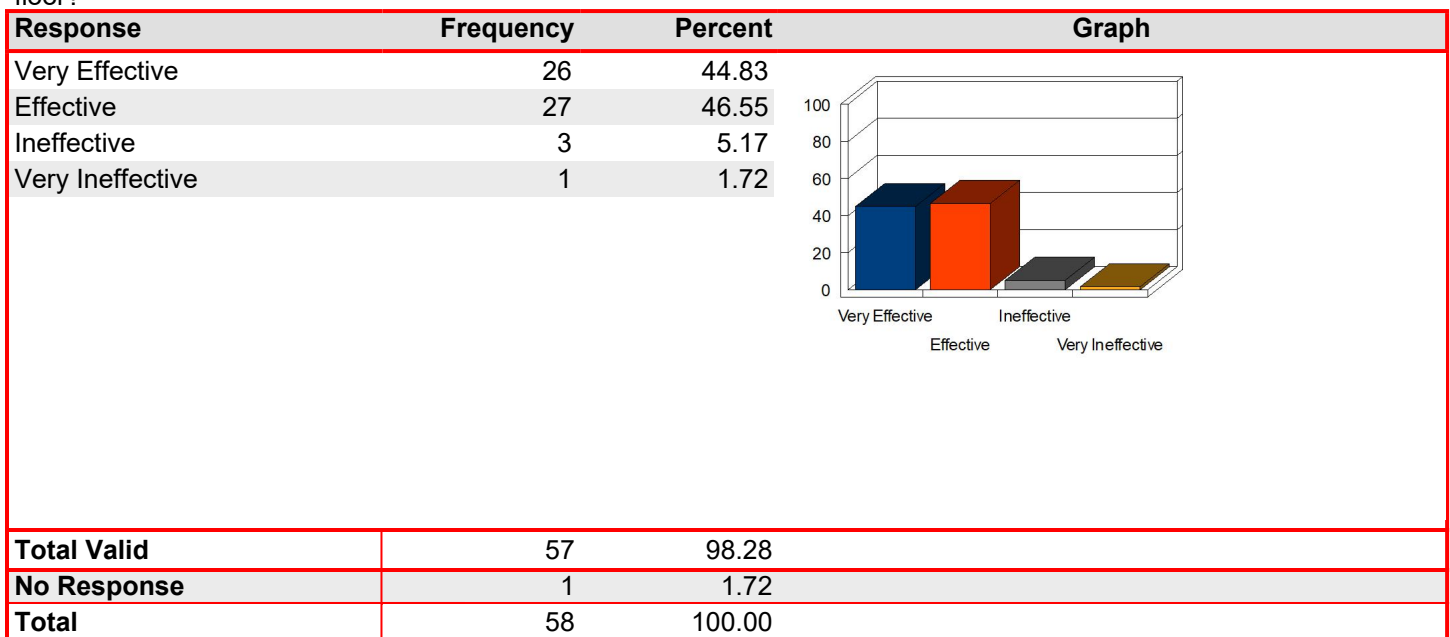 Response Frequency Percent Graph
Very Effective 26 44.83
Effective 27 46.55
Ineffective 3 5.17
Very Ineffective 1 1.72
100
80
60
40
20
0
Very Effective Ineffective
Effective Very Ineffective
Total Valid 57 98.28
No Response 1 1.72
Total 58 100.00